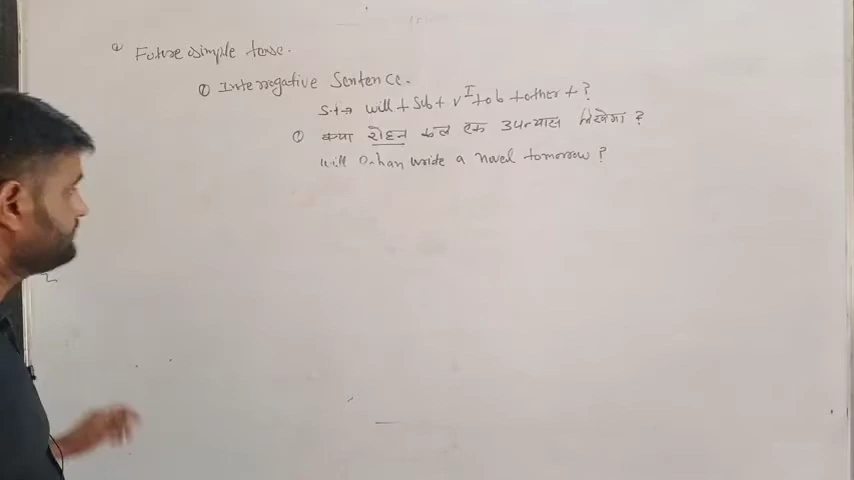 Future simple tense.
① Interrogative Sentence.
St → will + Sub + V I + ob + other + ?
① क्या रोहन कल एक उपन्यास लिखेगा ?
Will Rohan write a novel tomorrow ?